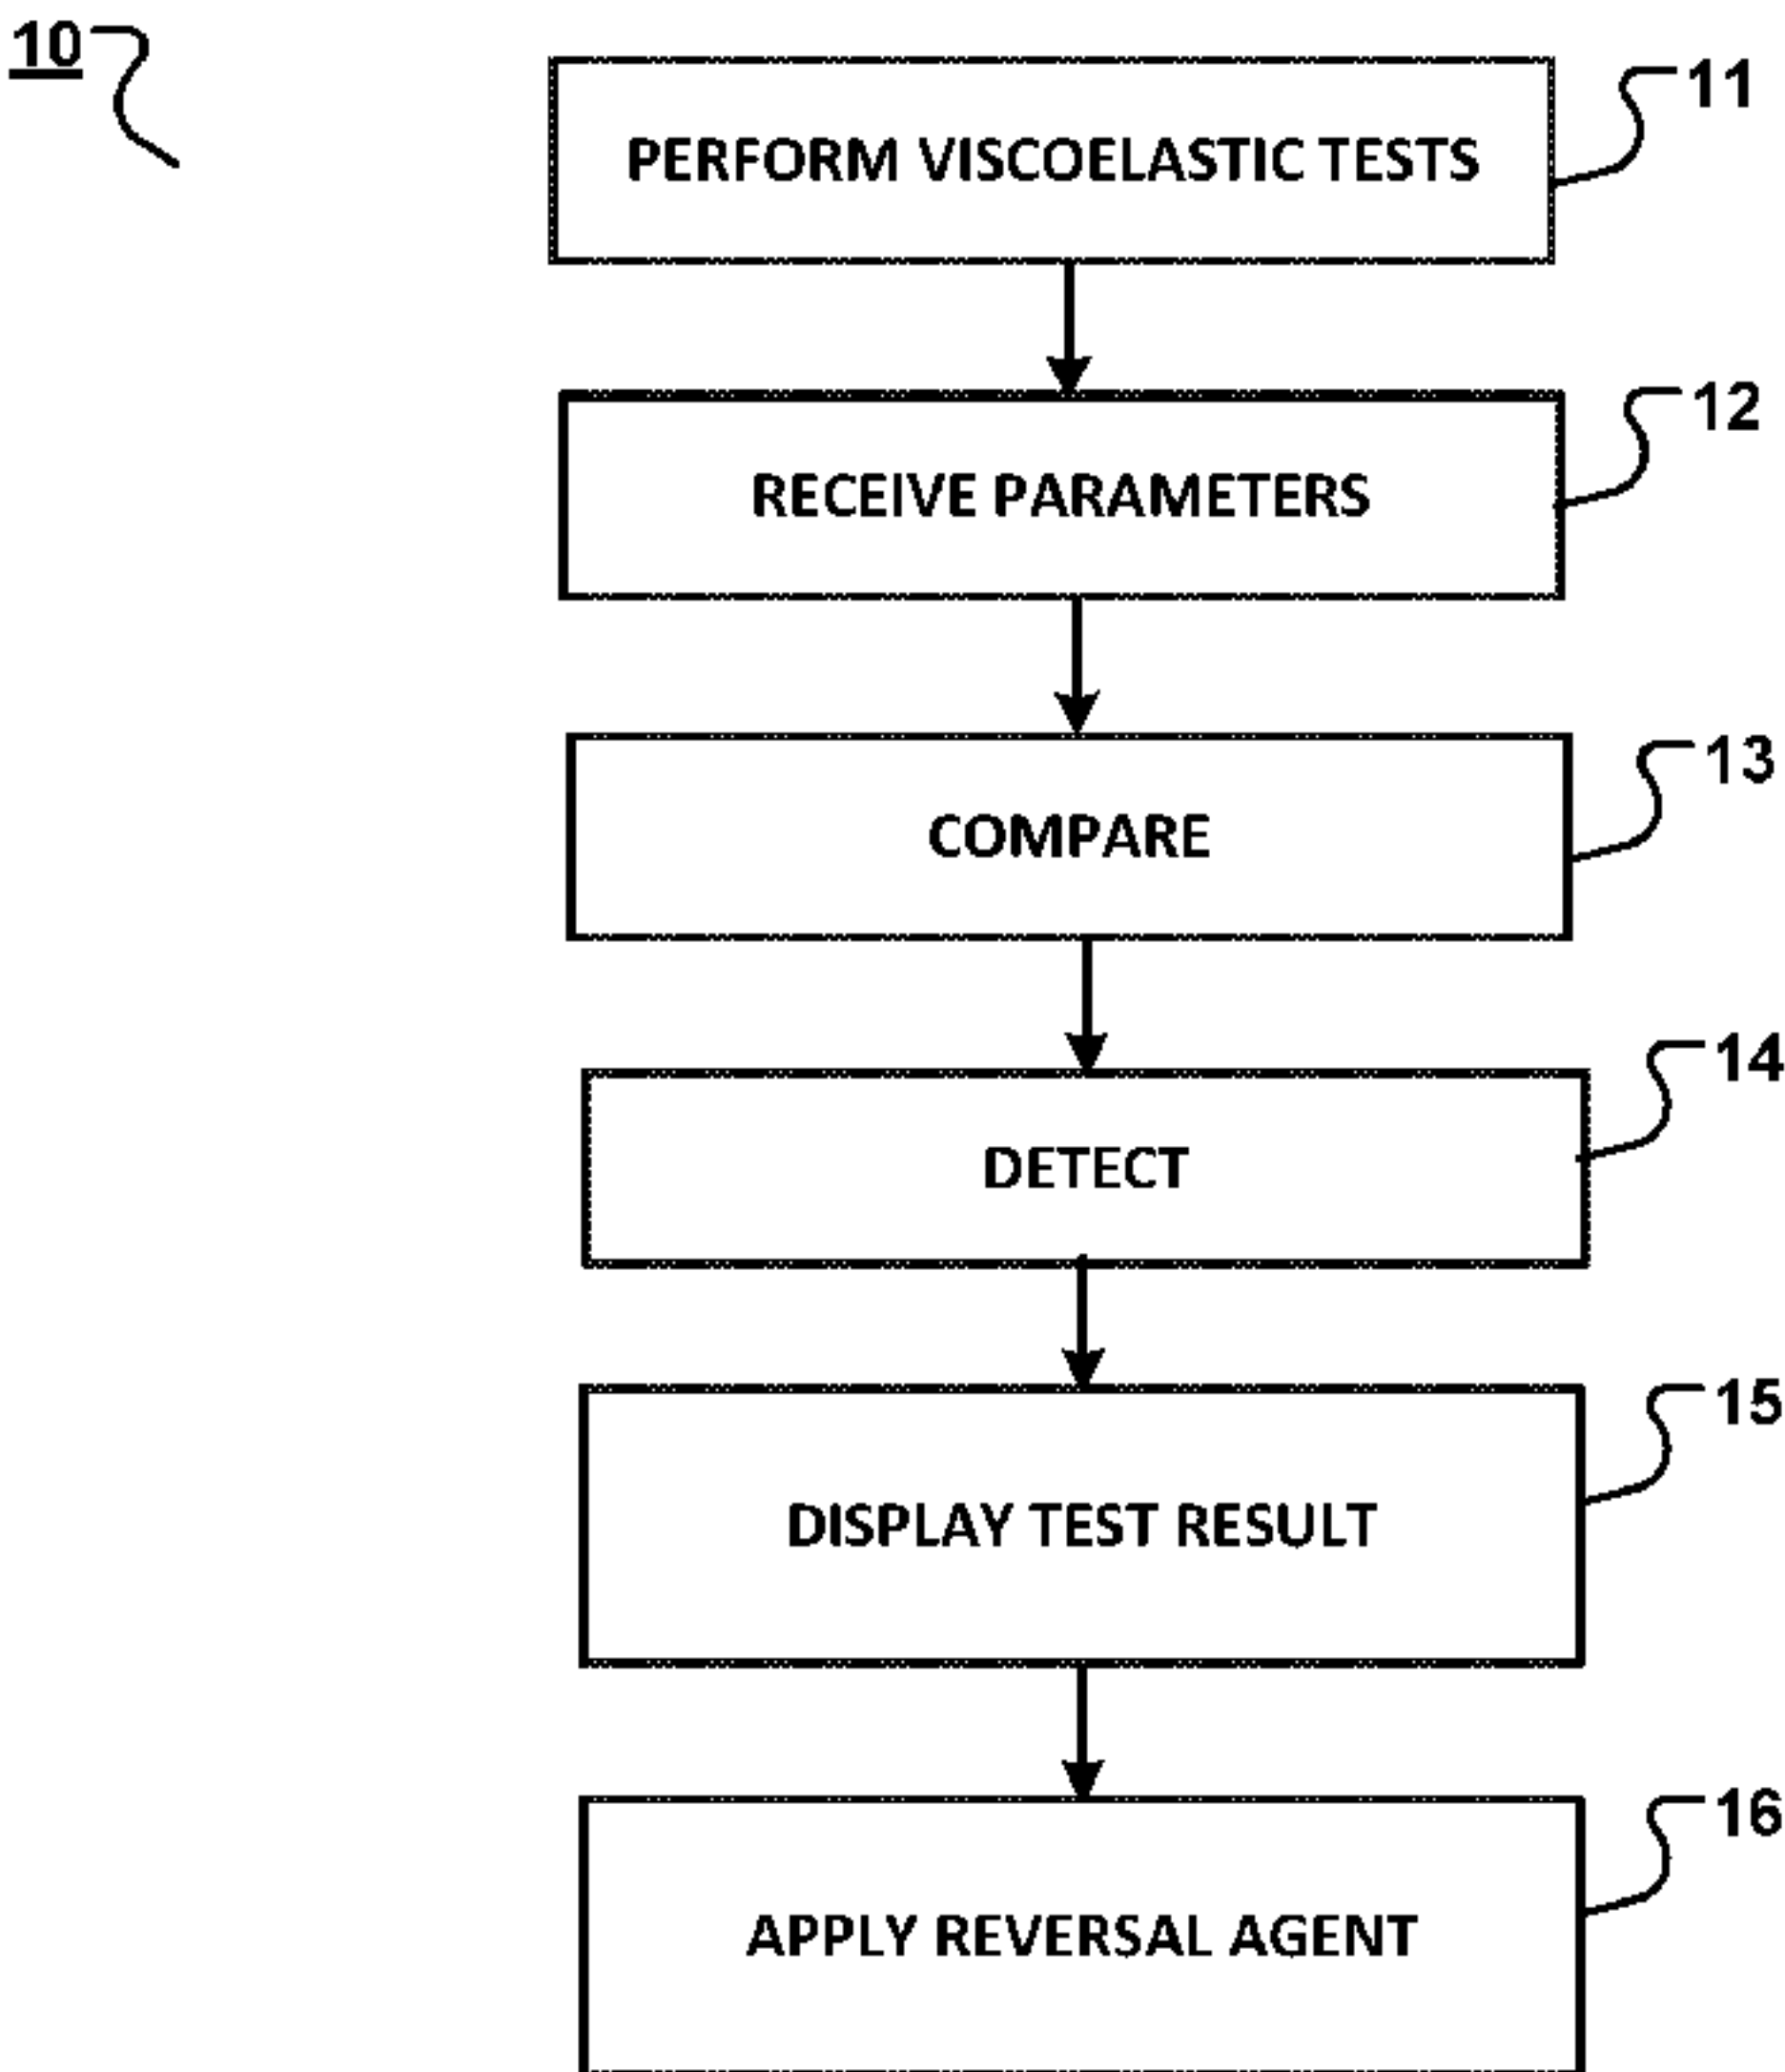 10
11
PERFORM VISCOELASTIC TESTS
12
RECEIVE PARAMETERS
13
COMPARE
14
DETECT
15
DISPLAY TEST RESULT
16
APPLY REVERSAL AGENT